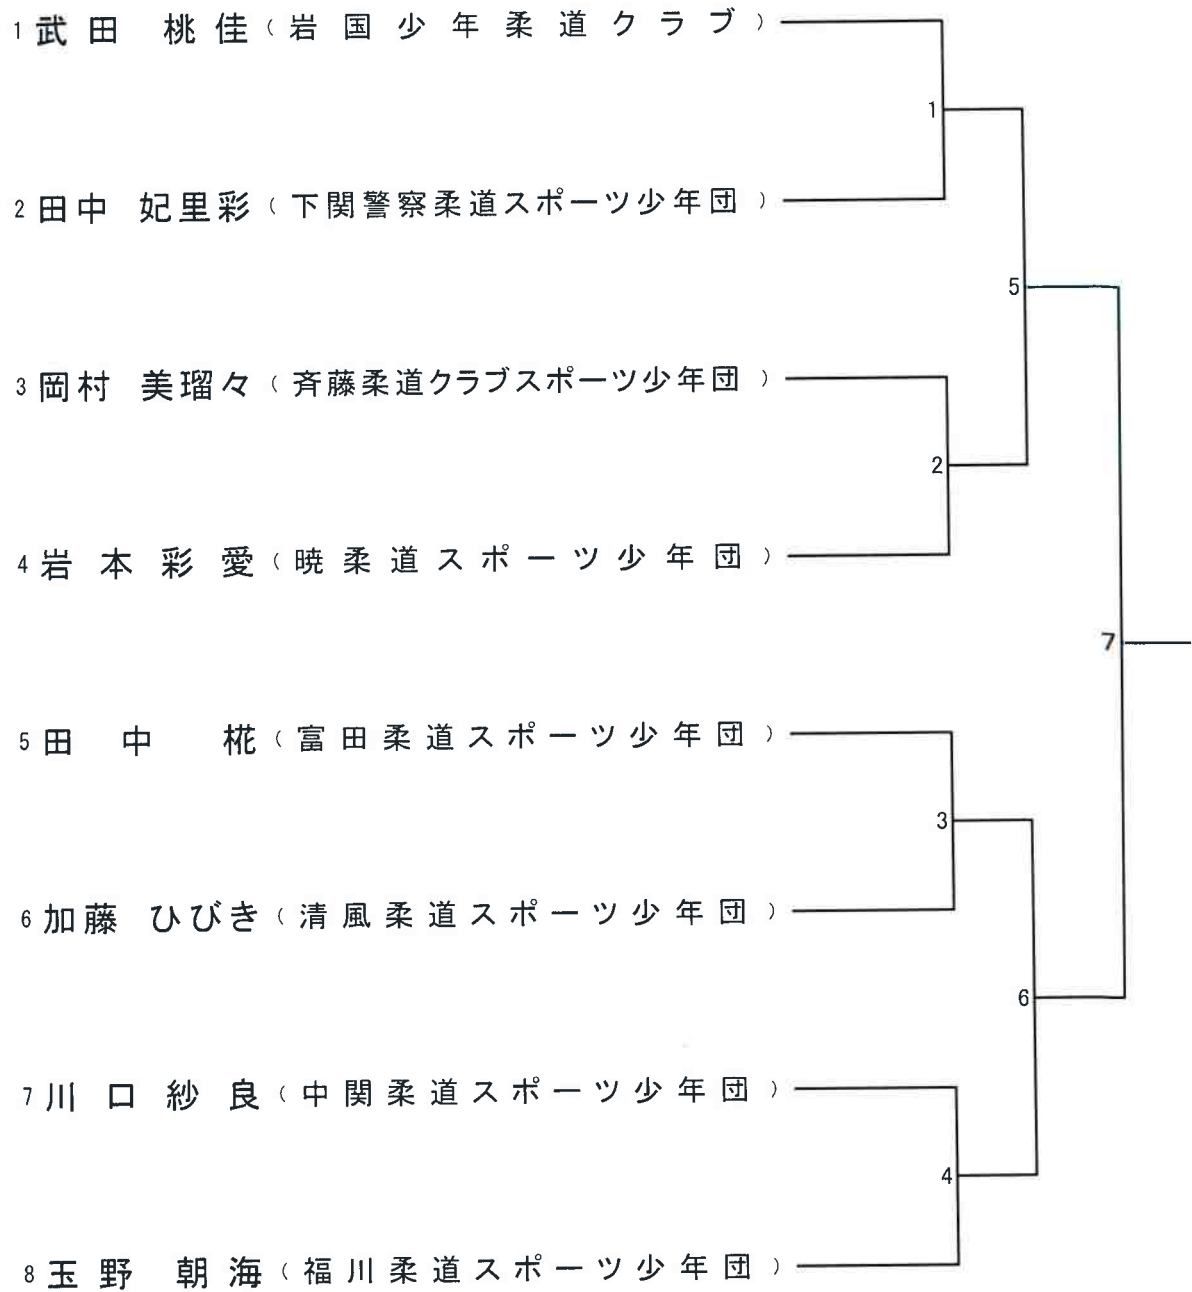 1 武田 桃佳（岩国少年柔道クラブ）
1
2 田中 妃里彩（下関警察柔道スポーツ少年団）
5
3 岡村 美瑠々（斉藤柔道クラブスポーツ少年団）
2
4 岩本彩愛（暁柔道スポーツ少年団）
7
5 田中 椛（富田柔道スポーツ少年団）
3
6 加藤 ひびき（清風柔道スポーツ少年団）
6
7 川口紗良（中関柔道スポーツ少年団）
4
8 玉野 朝海（福川柔道スポーツ少年団）